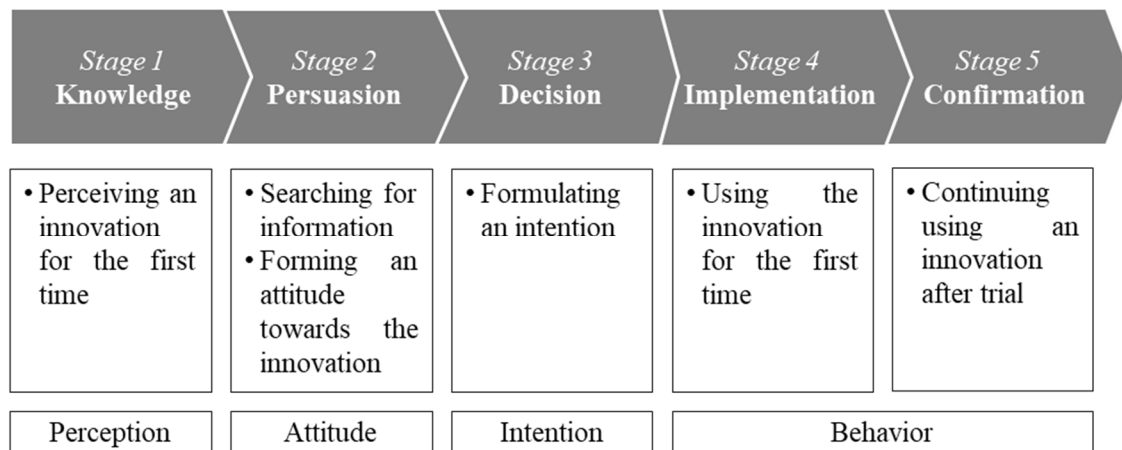 Stage 1
Knowledge
Stage 2
Persuasion
Stage 3
Decision
Stage 4
Implementation
Stage 5
Confirmation
• Perceiving an
innovation
for the first
time
• Searching for
information
• Forming an
attitude
towards the
innovation
• Formulating
an intention
• Using the
innovation
for the first
time
• Continuing
using an
innovation
after trial
Perception
Attitude
Intention
Behavior